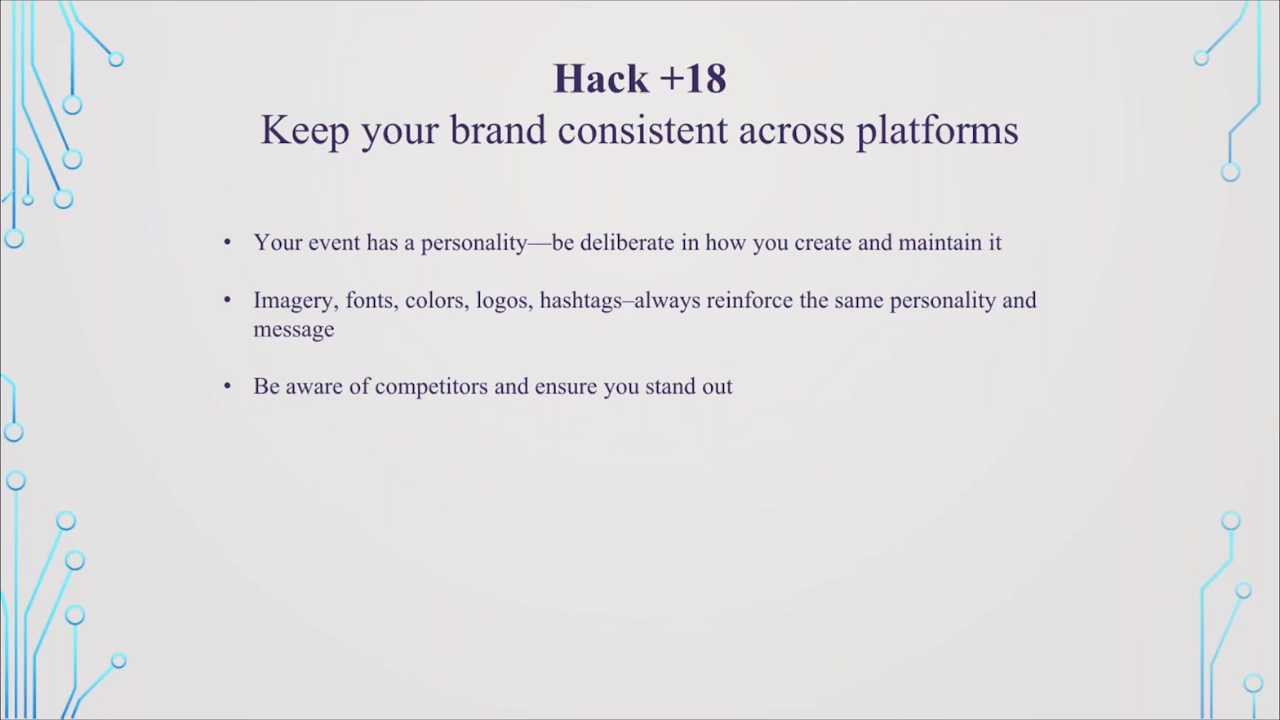 Hack +18
Keep your brand consistent across platforms
• Your event has a personality—be deliberate in how you create and maintain it
• Imagery, fonts, colors, logos, hashtags–always reinforce the same personality and
message
• Be aware of competitors and ensure you stand out